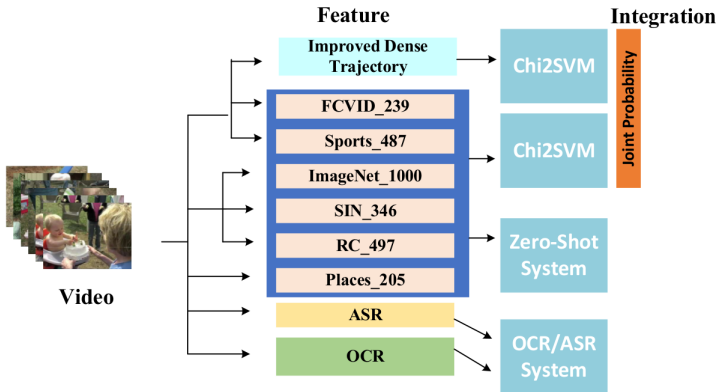 Feature
Integration
Improved Dense
Trajectory
Chi2SVM
FCVID_239
Sports_487
ImageNet_1000
SIN_346
RC_497
Places_205
Chi2SVM
Joint Probability
Zero-Shot
System
Video
ASR
OCR
OCR/ASR
System